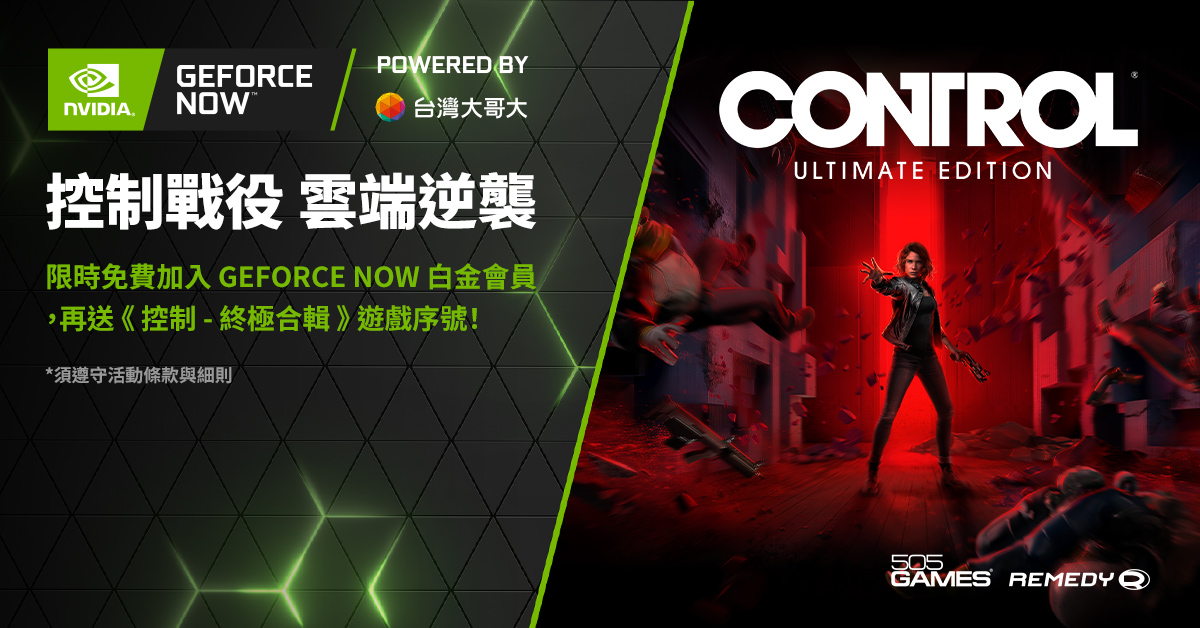 NVIDIA.
GEFORCE
NOW™
POWERED BY
台灣大哥大
控制戰役 雲端逆襲
限時免費加入 GEFORCE NOW 白金會員
,再送《 控制 - 終極合輯 》遊戲序號!
*須遵守活動條款與細則
CONTROL®
ULTIMATE EDITION
505
GAMES®
REMEDY